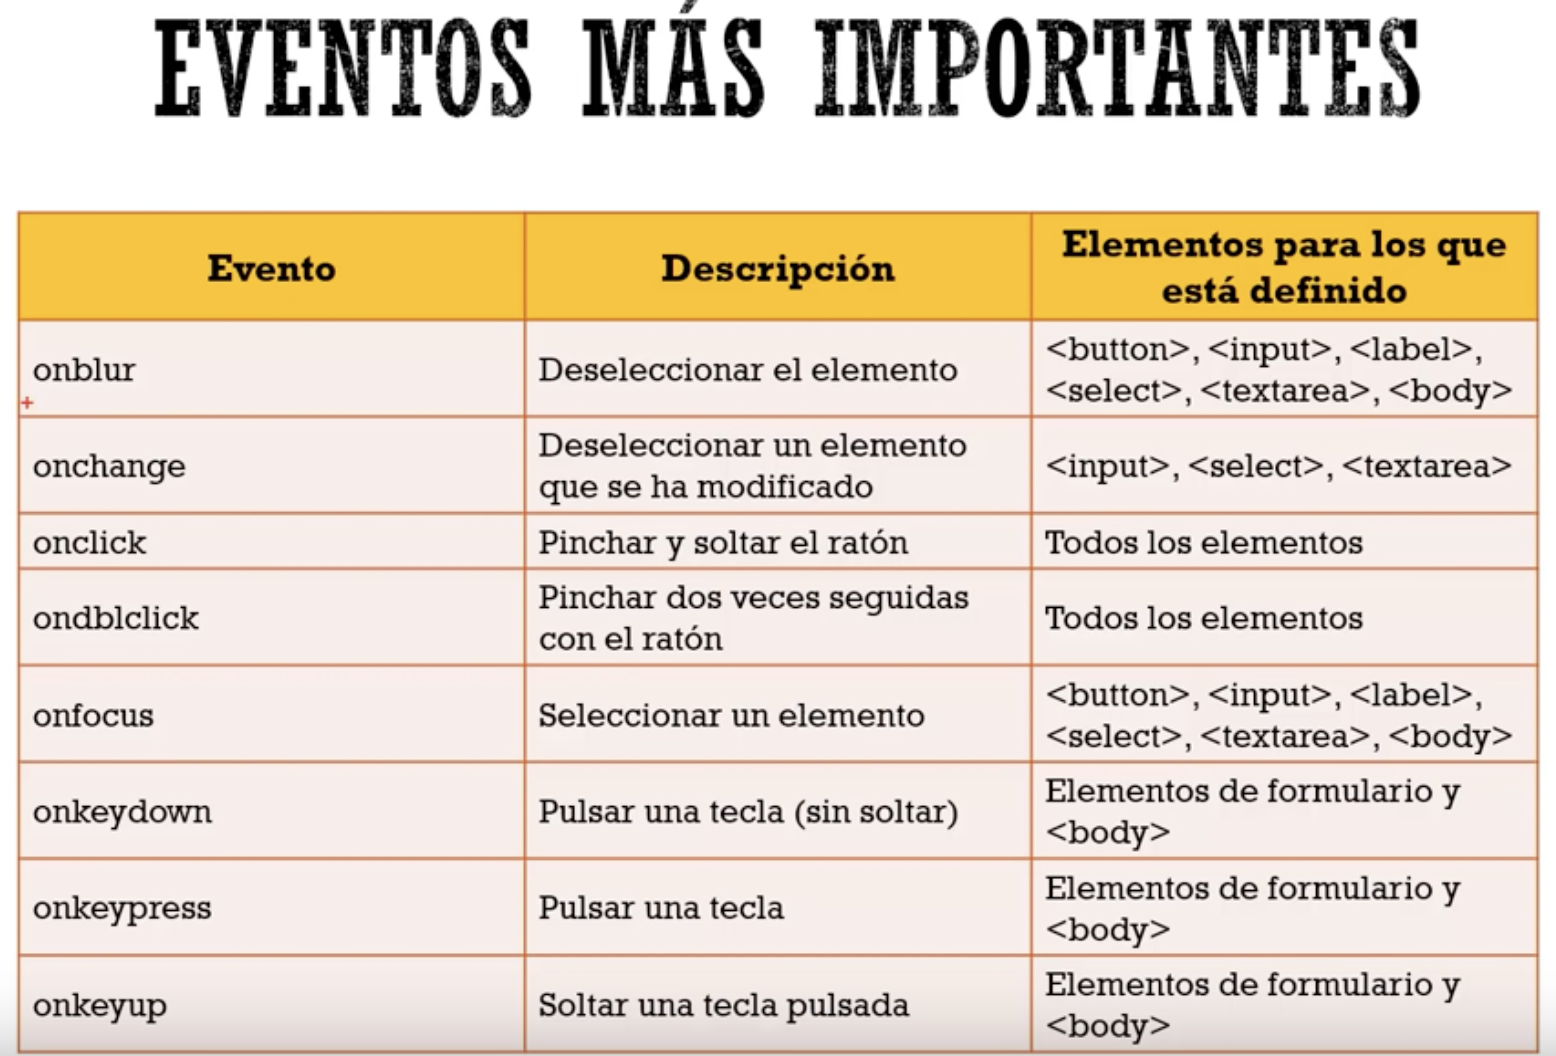 EVENTOS MÁS IMPORTANTES
Evento
Descripción
Elementos para los que
está definido
onblur
Deseleccionar el elemento
<button>, <input>, <label>,
<select>, <textarea>, <body>
onchange
Deseleccionar un elemento
que se ha modificado
<input>, <select>, <textarea>
onclick
Pinchar y soltar el ratón
Todos los elementos
ondblclick
Pinchar dos veces seguidas
con el ratón
Todos los elementos
onfocus
Seleccionar un elemento
<button>, <input>, <label>,
<select>, <textarea>, <body>
onkeydown
Pulsar una tecla (sin soltar)
Elementos de formulario y
<body>
onkeypress
Pulsar una tecla
Elementos de formulario y
<body>
onkeyup
Soltar una tecla pulsada
Elementos de formulario y
<body>